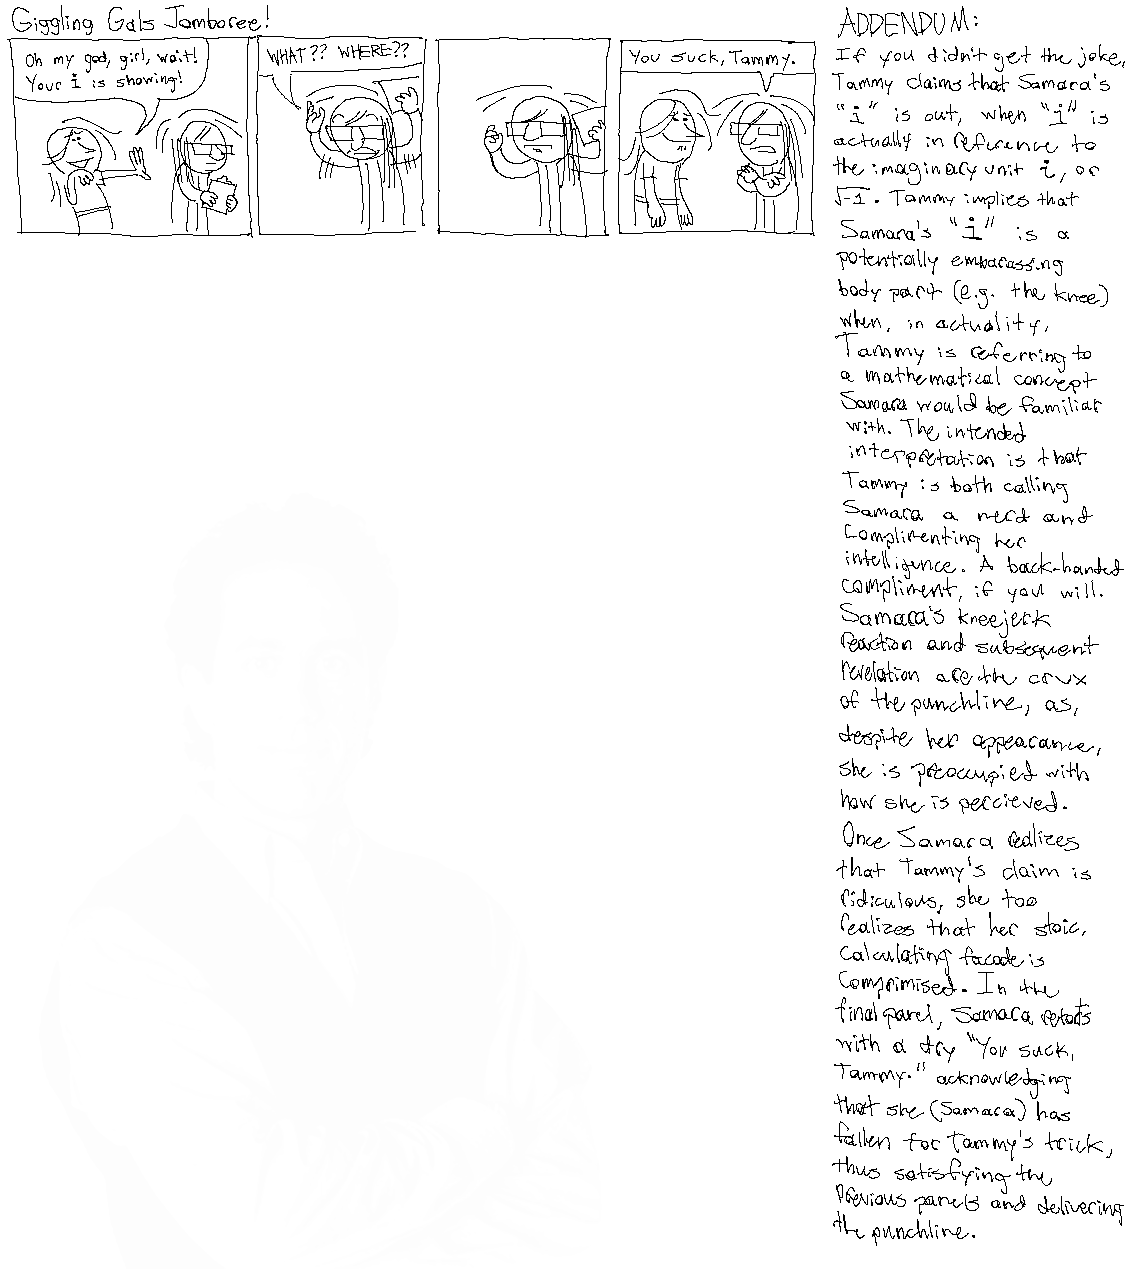 Giggling Gals Jamboree!
Oh my god, girl, wait!
Your i is showing!
WHAT?? WHERE??
You suck, Tammy.
ADDENDUM:
If you didn't get the joke,
Tammy claims that Samara's
"i" is out, when "i" is
actually in reference to
the imaginary unit i, or
√-1. Tammy implies that
Samara's "i" is a
potentially embarassing
body part (e.g. the knee)
when, in actuality,
Tammy is referring to
a mathematical concept
Samara would be familiar
with. The intended
interpretation is that
Tammy is both calling
Samara a nerd and
Complimenting her
intelligence. A back-handed
compliment, if you will.
Samara's kneejerk
reaction and subsequent
revelation are the crux
of the punchline, as,
despite her appearance,
she is preoccupied with
how she is percieved.
Once Samara realizes
that Tammy's claim is
ridiculous, she too
realizes that her stoic,
calculating facade is
Comprimised. In the
final panel, Samara retorts
with a dry "You suck,
Tammy." acknowledging
that she (Samara) has
fallen for Tammy's trick,
thus satisfying the
previous panels and delivering
the punchline.